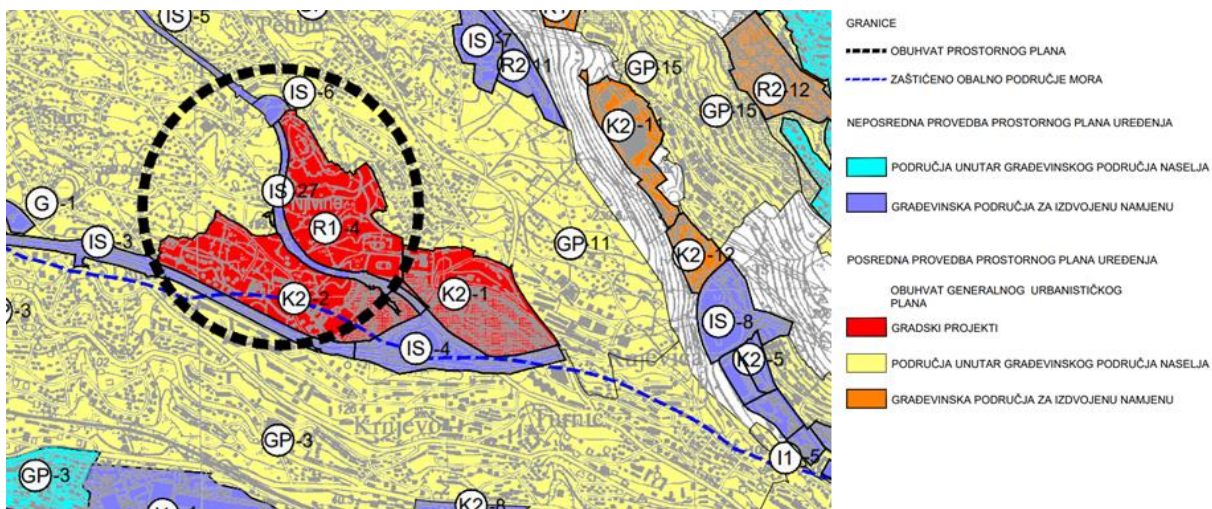 IS -5
Pehlin
IS -7
R2 -11
GP -15
R2 -12
IS -6
K2 -11
GP -15
G -1
IS -27
R1 -4
IS -3
GP -11
K2 -12
K2 -2
K2 -1
-3
IS -8
IS -4
K2 -5
Krnjevo
Turnić
GP -3
I1 -5
GP -3
K2 -8
GRANICE
OBUHVAT PROSTORNOG PLANA
ZAŠTIĆENO OBALNO PODRUČJE MORA
NEPOSREDNA PROVEDBA PROSTORNOG PLANA UREĐENJA
PODRUČJA UNUTAR GRAĐEVINSKOG PODRUČJA NASELJA
GRAĐEVINSKA PODRUČJA ZA IZDVOJENU NAMJENU
POSREDNA PROVEDBA PROSTORNOG PLANA UREĐENJA
OBUHVAT GENERALNOG URBANISTIČKOG
PLANA
GRADSKI PROJEKTI
PODRUČJA UNUTAR GRAĐEVINSKOG PODRUČJA NASELJA
GRAĐEVINSKA PODRUČJA ZA IZDVOJENU NAMJENU